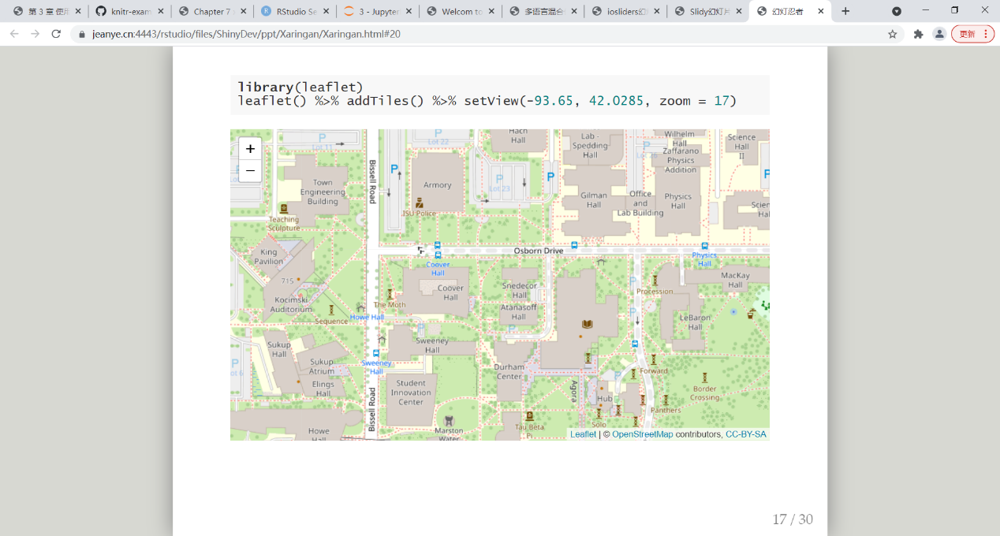 第 3 章 使用
knitr-exam
Chapter 7
RStudio Se
3 - Jupyter
Welcom to
多语言混合
ioslides幻
Slidy幻灯片
幻灯忍者
jeanye.cn:4443/rstudio/files/ShinyDev/ppt/Xaringan/Xaringan.html#20
更新
library(leaflet)
leaflet() %>% addTiles() %>% setView(-93.65, 42.0285, zoom = 17)
+
−
Lot 11
Lot 22
Hach
Hall
Lab -
Spedding
Hall
Wilhelm
Hall
Zaffarano
Physics
Addition
Science
Hall
II
Town
Engineering
Building
Bissell Road
Armory
Lot 23
Gilman
Hall
Office
and
Lab Building
Physics
Hall
ISU Police
Teaching
Sculpture
King
Pavilion
Osborn Drive
Physics
Hall
Coover
Hall
715
Kocimski
Auditorium
The Moth
Coover
Hall
Snedecor
Hall
Atanasoff
Hall
Procession
MacKay
Hall
Sequence
Howe Hall
LeBaron
Hall
Sukup
Hall
Sweeney
Hall
Sukup
Atrium
Sweeney
Hall
Durham
Center
Forward
Elings
Hall
Student
Innovation
Center
Bissell Road
Agora
Hub
Border
Crossing
Panthers
Howe
Hall
Marston
Water
Tau Beta
Pi
Solo
Leaflet | © OpenStreetMap contributors, CC-BY-SA
17 / 30